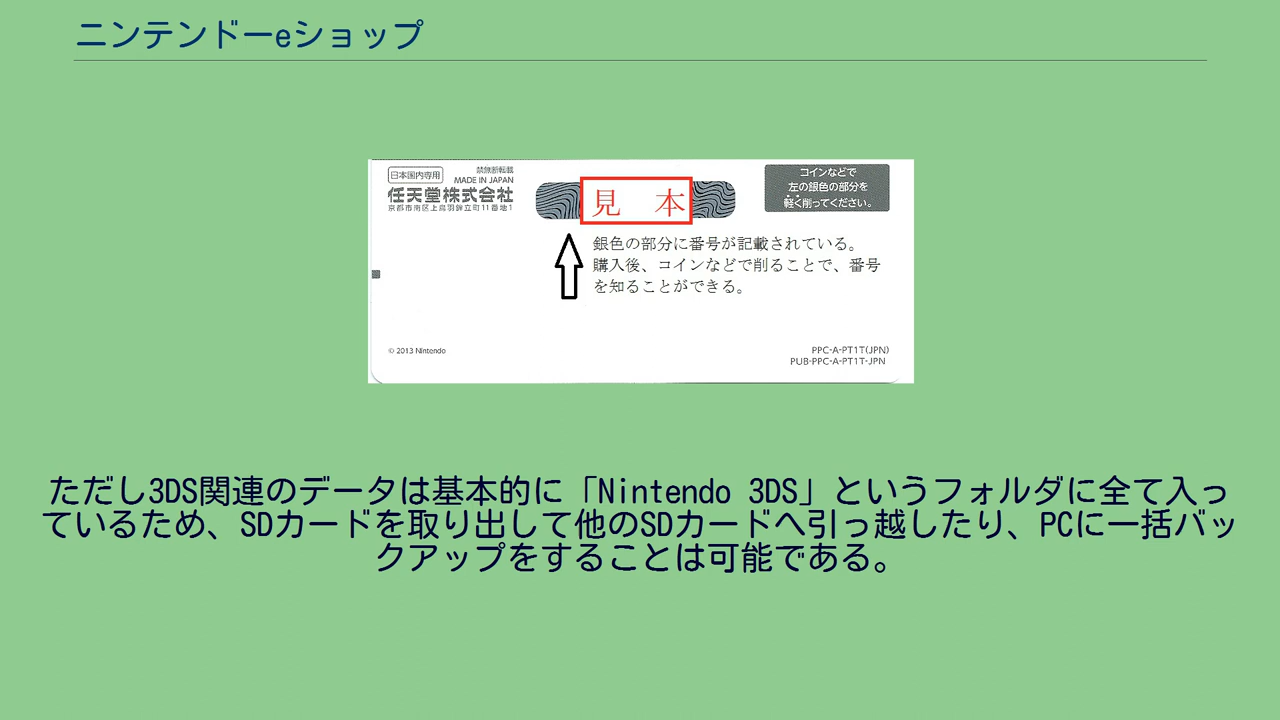 ニンテンドーeショップ
日本国内専用
禁無断転載
MADE IN JAPAN
任天堂株式会社
京都市南区上鳥羽鉾立町11番地1
見 本
コインなどで
左の銀色の部分を
軽く削ってください。
銀色の部分に番号が記載されている。
購入後、コインなどで削ることで、番号
を知ることができる。
© 2013 Nintendo
PPC-A-PT1T(JPN)
PUB-PPC-A-PT1T-JPN
ただし3DS関連のデータは基本的に「Nintendo 3DS」というフォルダに全て入っ
ているため、SDカードを取り出して他のSDカードへ引っ越したり、PCに一括バッ
クアップをすることは可能である。